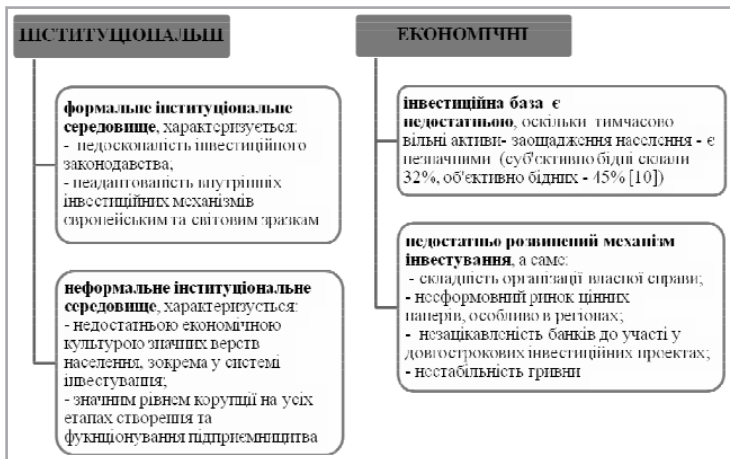 ІНСТИТУЦІОНАЛЬНІ
формальне інституціональне
середовище, характеризується:
- недосконалість інвестиційного
законодавства;
- неадаптованість внутрішніх
інвестиційних механізмів
європейським та світовим зразкам
неформальне інституціональне
середовище, характеризується:
- недостатньою економічною
культурою значних верств
населення, зокрема у системі
інвестування;
- значним рівнем корупції на усіх
етапах створення та
функціонування підприємництва
ЕКОНОМІЧНІ
інвестиційна база є
недостатньою, оскільки тимчасово
вільні активи- заощадження населення - є
незначними (суб'єктивно бідні склали
32%, об'єктивно бідних - 45% [10])
недостатньо розвинений механізм
інвестування, а саме:
- складність організації власної справи;
- несформовний ринок цінних
паперів, особливо в регіонах;
- незацікавленість банків до участі у
довгострокових інвестиційних проектах;
- нестабільність гривни